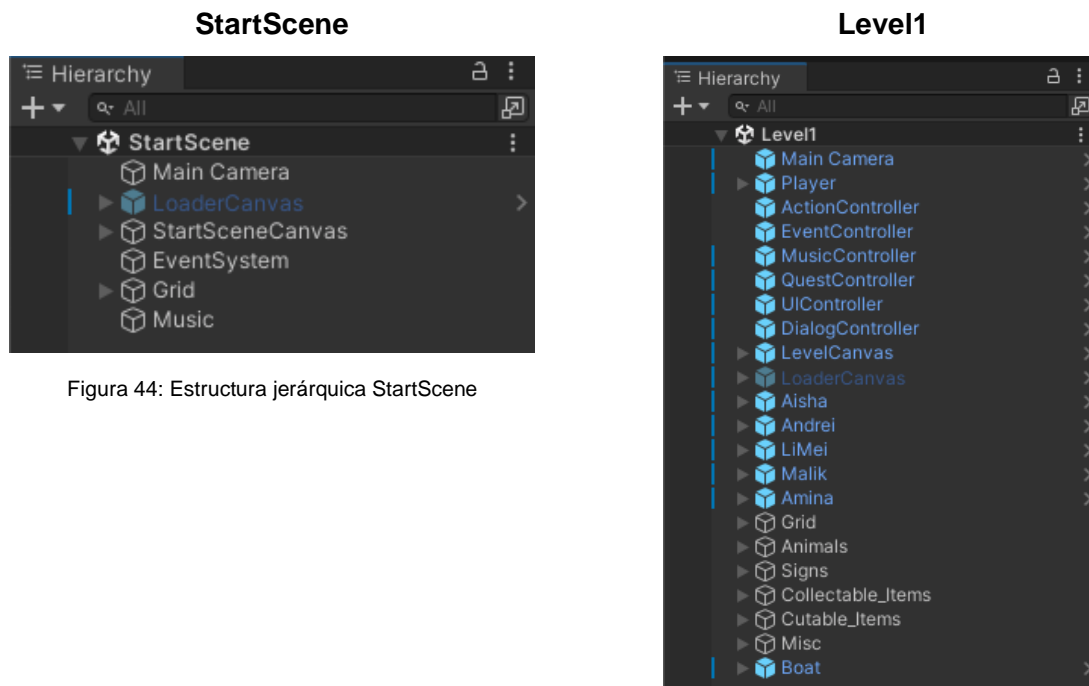 StartScene
Hierarchy
All
StartScene
Main Camera
LoaderCanvas
StartSceneCanvas
EventSystem
Grid
Music
Figura 44: Estructura jerárquica StartScene
Level1
Hierarchy
All
Level1
Main Camera
Player
ActionController
EventController
MusicController
QuestController
UIController
DialogController
LevelCanvas
LoaderCanvas
Aisha
Andrei
LiMei
Malik
Amina
Grid
Animals
Signs
Collectable_Items
Cutable_Items
Misc
Boat